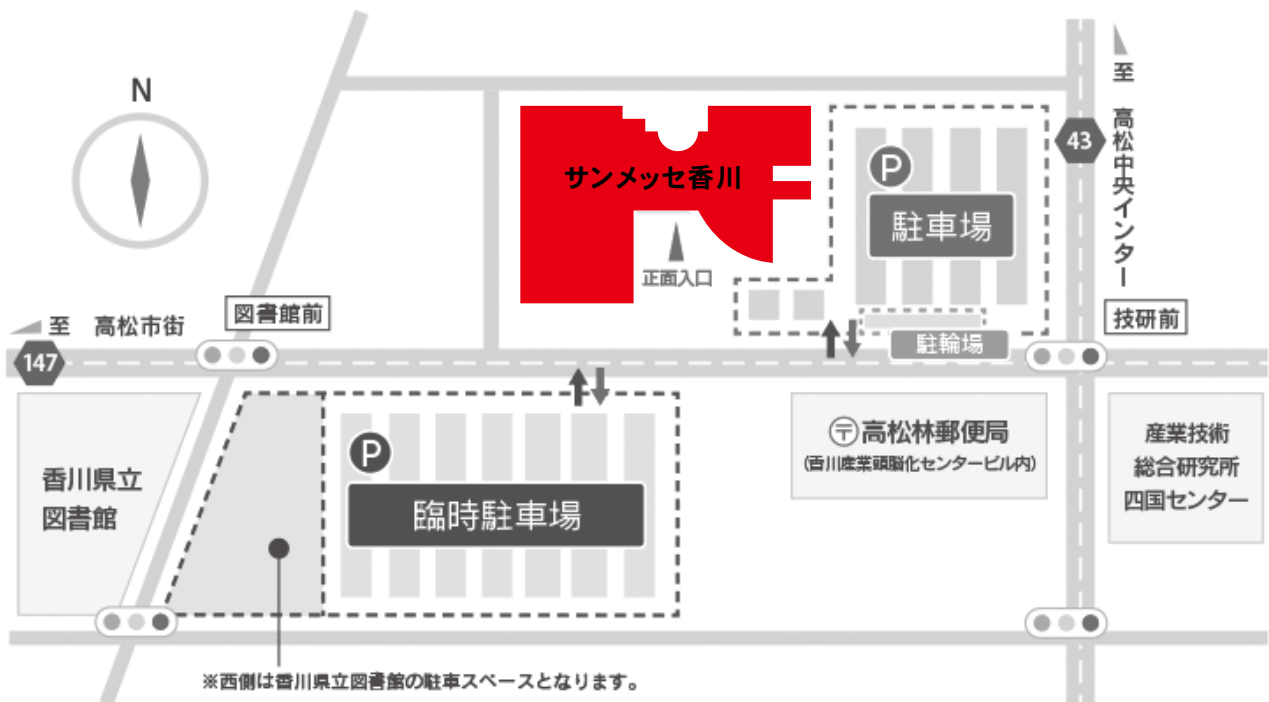 N
至 高松中央インター
43
サンメッセ香川
P
駐車場
正面入口
図書館前
至 高松市街
147
技研前
駐輪場
香川県立
図書館
P
臨時駐車場
〒高松林郵便局
(香川産業頭脳化センタービル内)
産業技術
総合研究所
四国センター
※西側は香川県立図書館の駐車スペースとなります。